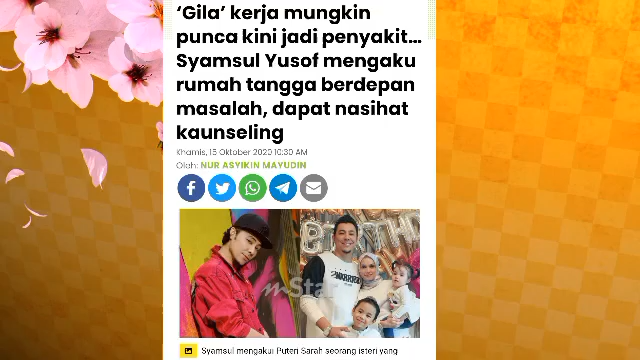 ‘Gila’ kerja mungkin
punca kini jadi penyakit...
Syamsul Yusof mengaku
rumah tangga berdepan
masalah, dapat nasihat
kaunseling
Khamis, 15 Oktober 2020 10:30 AM
Oleh: NUR ASYIKIN MAYUDIN
mStar
Syamsul mengakui Puteri Sarah seorang isteri yang